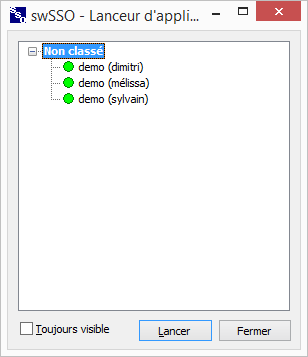 swSSO - Lanceur d'appli...
Non classé
demo (dimitri)
demo (mélissa)
demo (sylvain)
Toujours visible
Lancer
Fermer